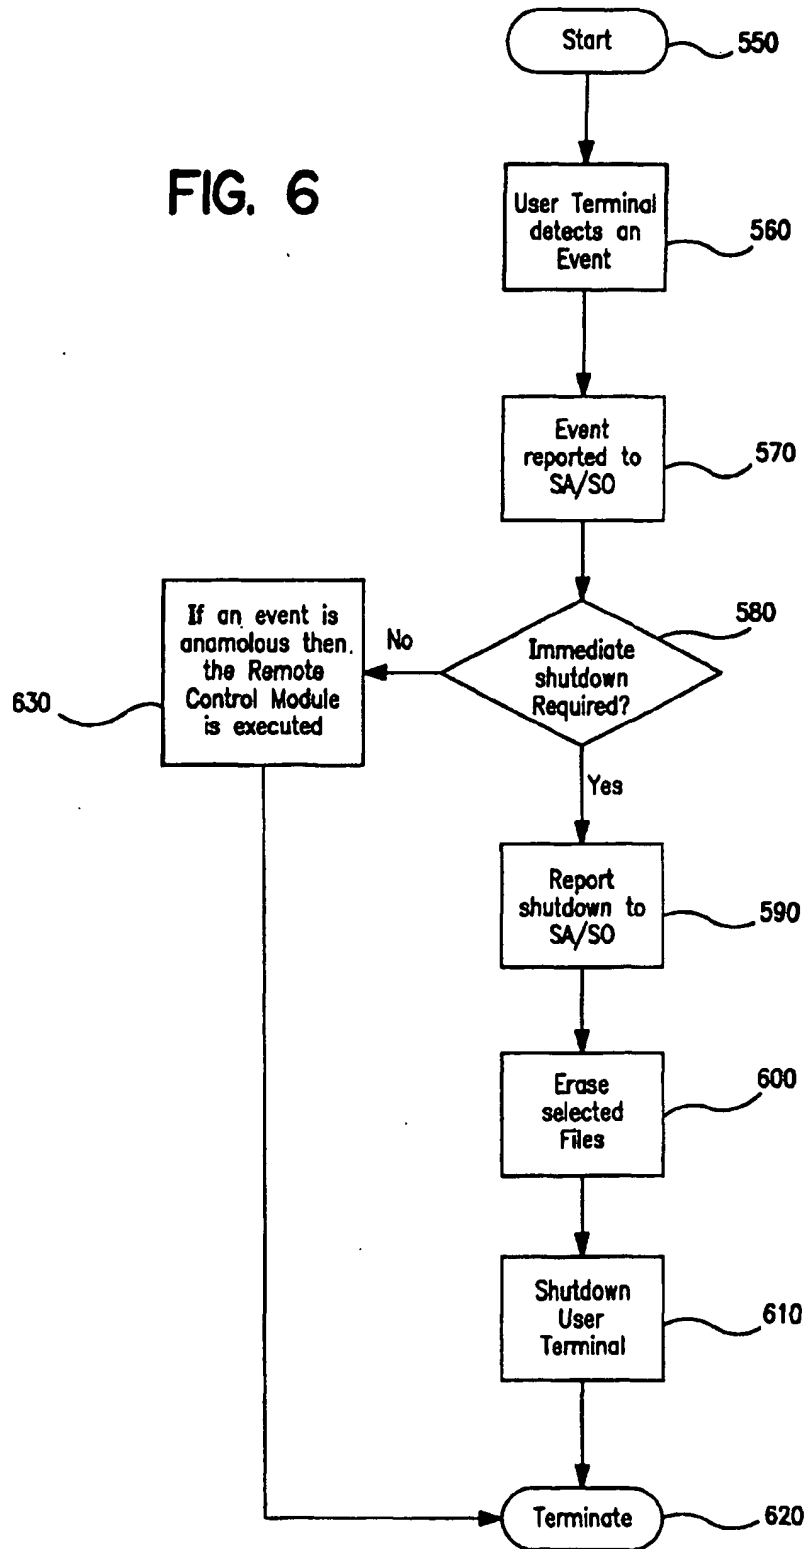 Start
550
FIG. 6
User Terminal
detects an
Event
560
Event
reported to
SA/SO
570
580
Immediate
shutdown
Required?
No
If an event is
anamolous then
the Remote
Control Module
is executed
630
Yes
Report
shutdown to
SA/SO
590
Erase
selected
Files
600
Shutdown
User
Terminal
610
Terminate
620